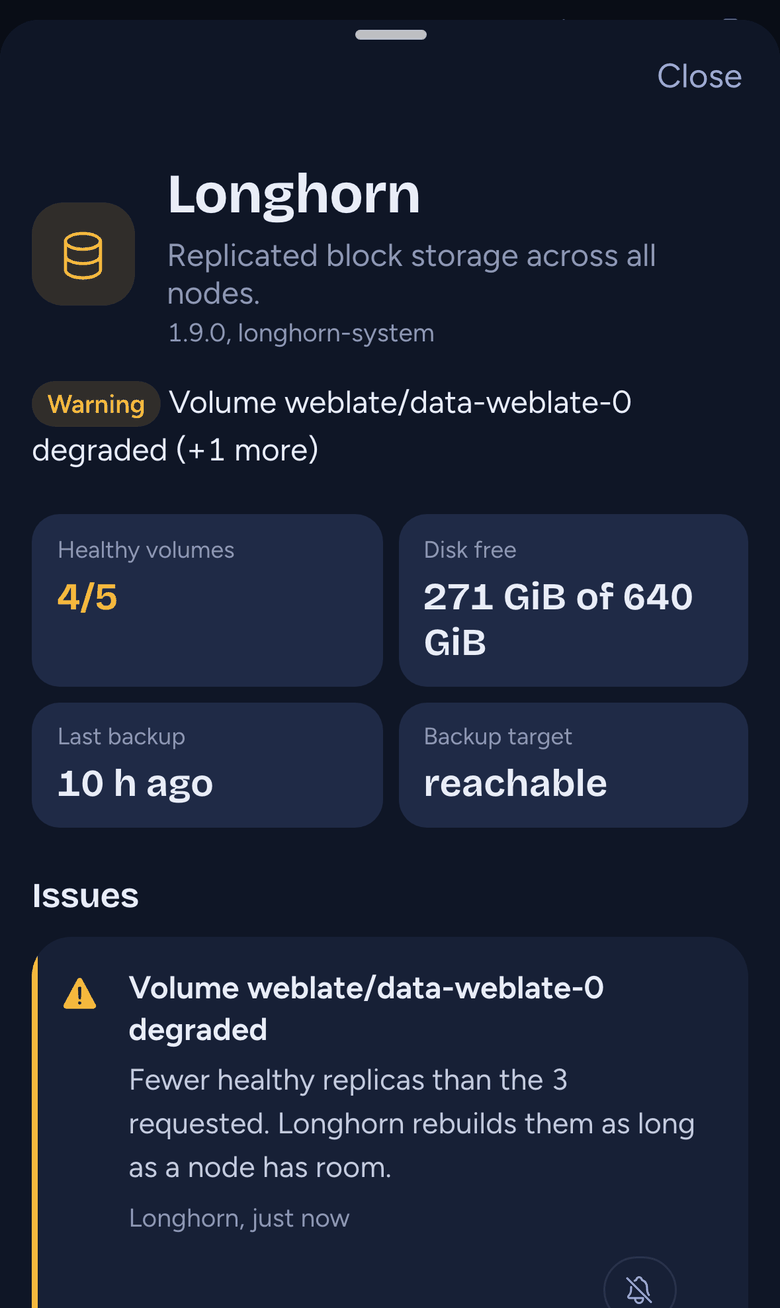 Close
Longhorn
Replicated block storage across all
nodes.
1.9.0, longhorn-system
Warning Volume weblate/data-weblate-0
degraded (+1 more)
Healthy volumes
4/5
Disk free
271 GiB of 640
GiB
Last backup
10 h ago
Backup target
reachable
Issues
Volume weblate/data-weblate-0
degraded
Fewer healthy replicas than the 3
requested. Longhorn rebuilds them as long
as a node has room.
Longhorn, just now